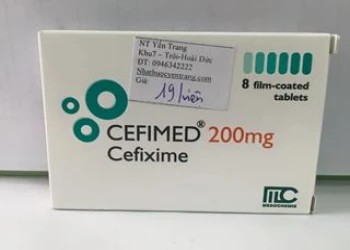 NT Yến Trang
Khu7 – Trôi-Hoài Đức
ĐT: 0946342222
Nhathuocyentrang.com
Giá:
19/viên
8 film-coated
tablets
CEFIMED® 200mg
Cefixime
MEDOCHEMIE